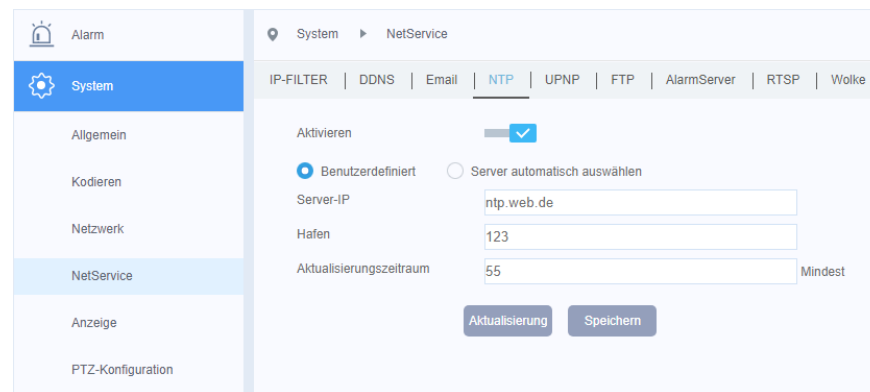 Alarm
System
Allgemein
Kodieren
Netzwerk
NetService
Anzeige
PTZ-Konfiguration
System NetService
IP-FILTER | DDNS | Email | NTP | UPNP | FTP | AlarmServer | RTSP | Wolke
Aktivieren
Benutzerdefiniert Server automatisch auswählen
Server-IP ntp.web.de
Hafen 123
Aktualisierungszeitraum 55 Mindest
Aktualisierung Speichern